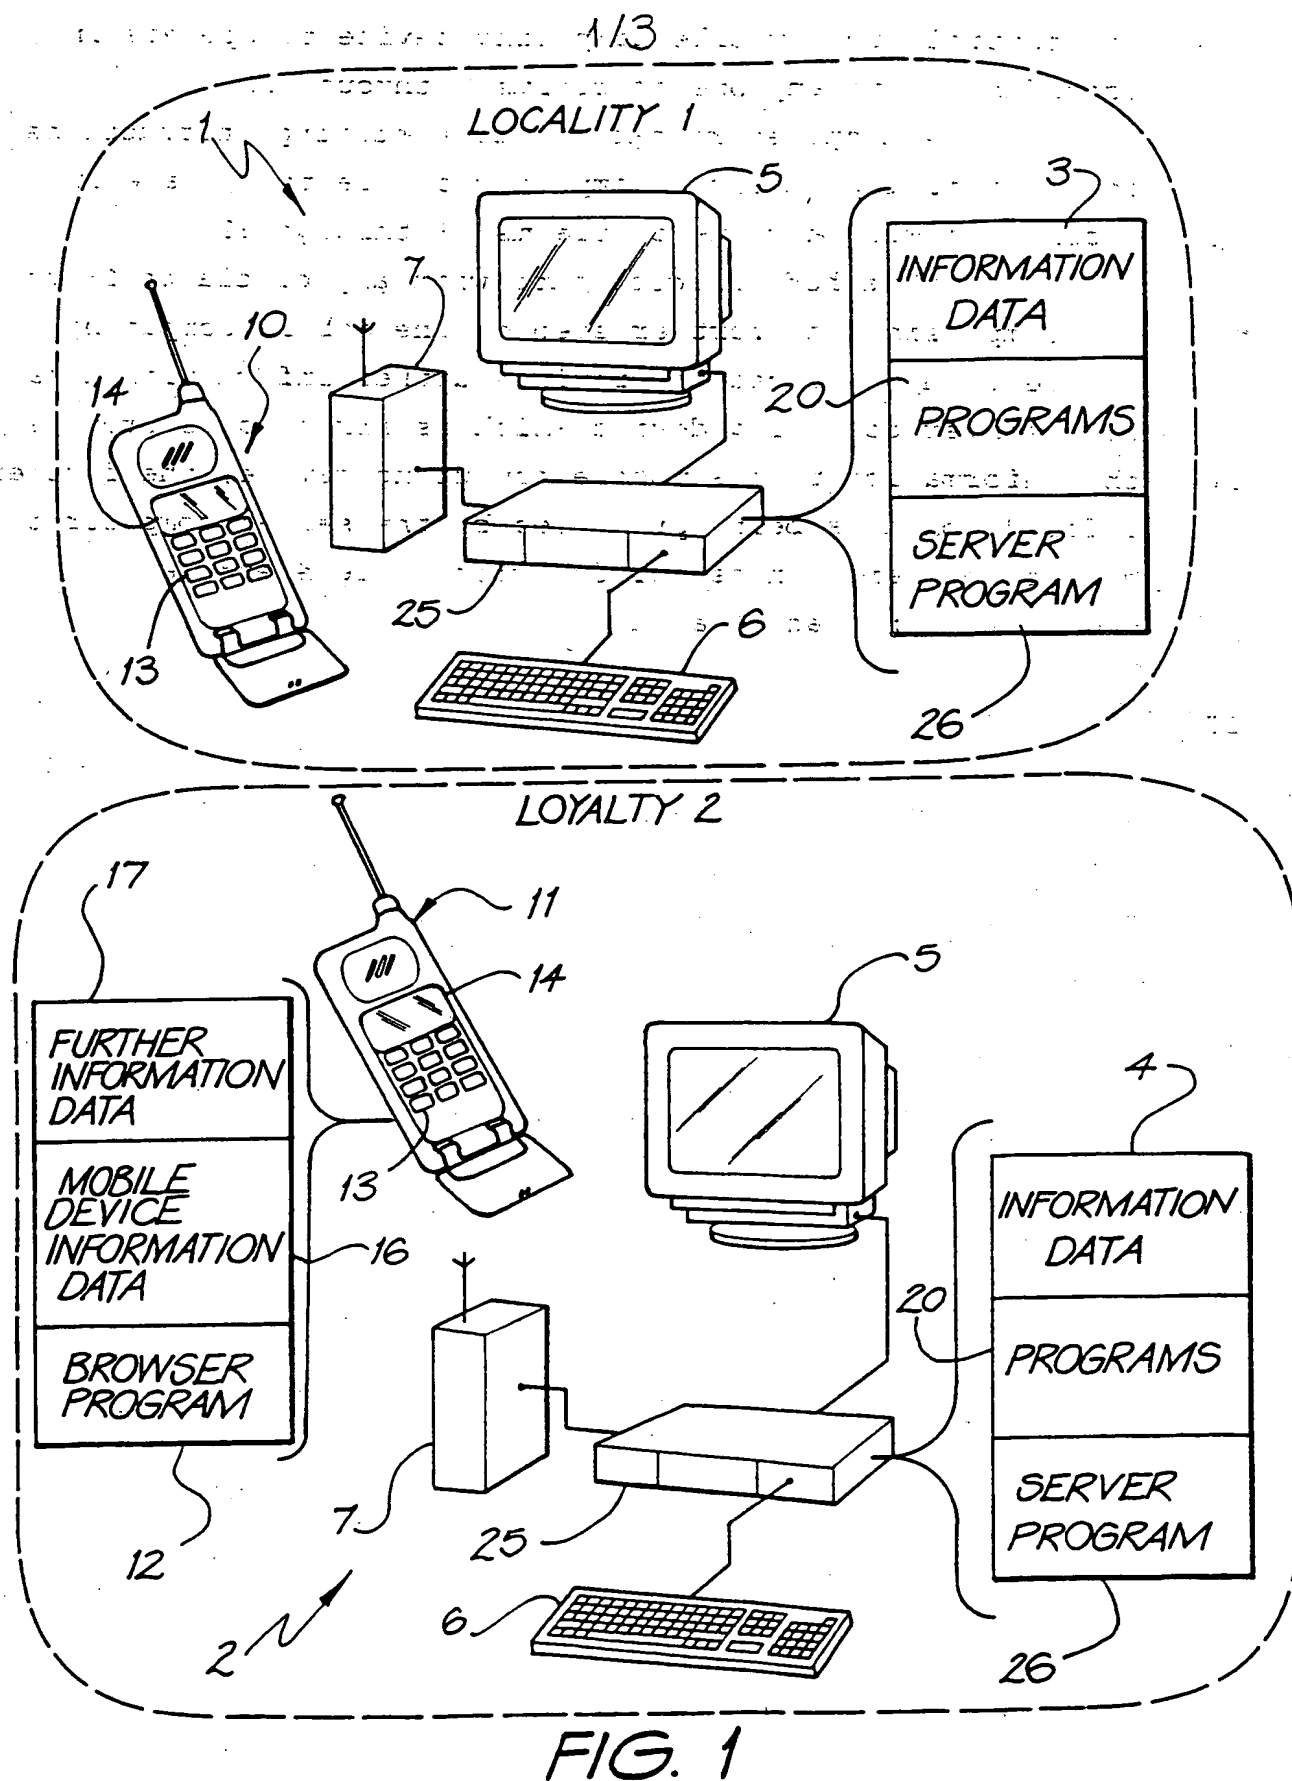 1/3
LOCALITY 1
1
5
3
7
10
14
INFORMATION
DATA
20
PROGRAMS
SERVER
PROGRAM
25
13
6
26
LOYALTY 2
17
11
14
5
FURTHER
INFORMATION
DATA
4
13
MOBILE
DEVICE
INFORMATION
DATA
16
INFORMATION
DATA
20
BROWSER
PROGRAM
PROGRAMS
7
25
12
SERVER
PROGRAM
6
2
26
FIG. 1